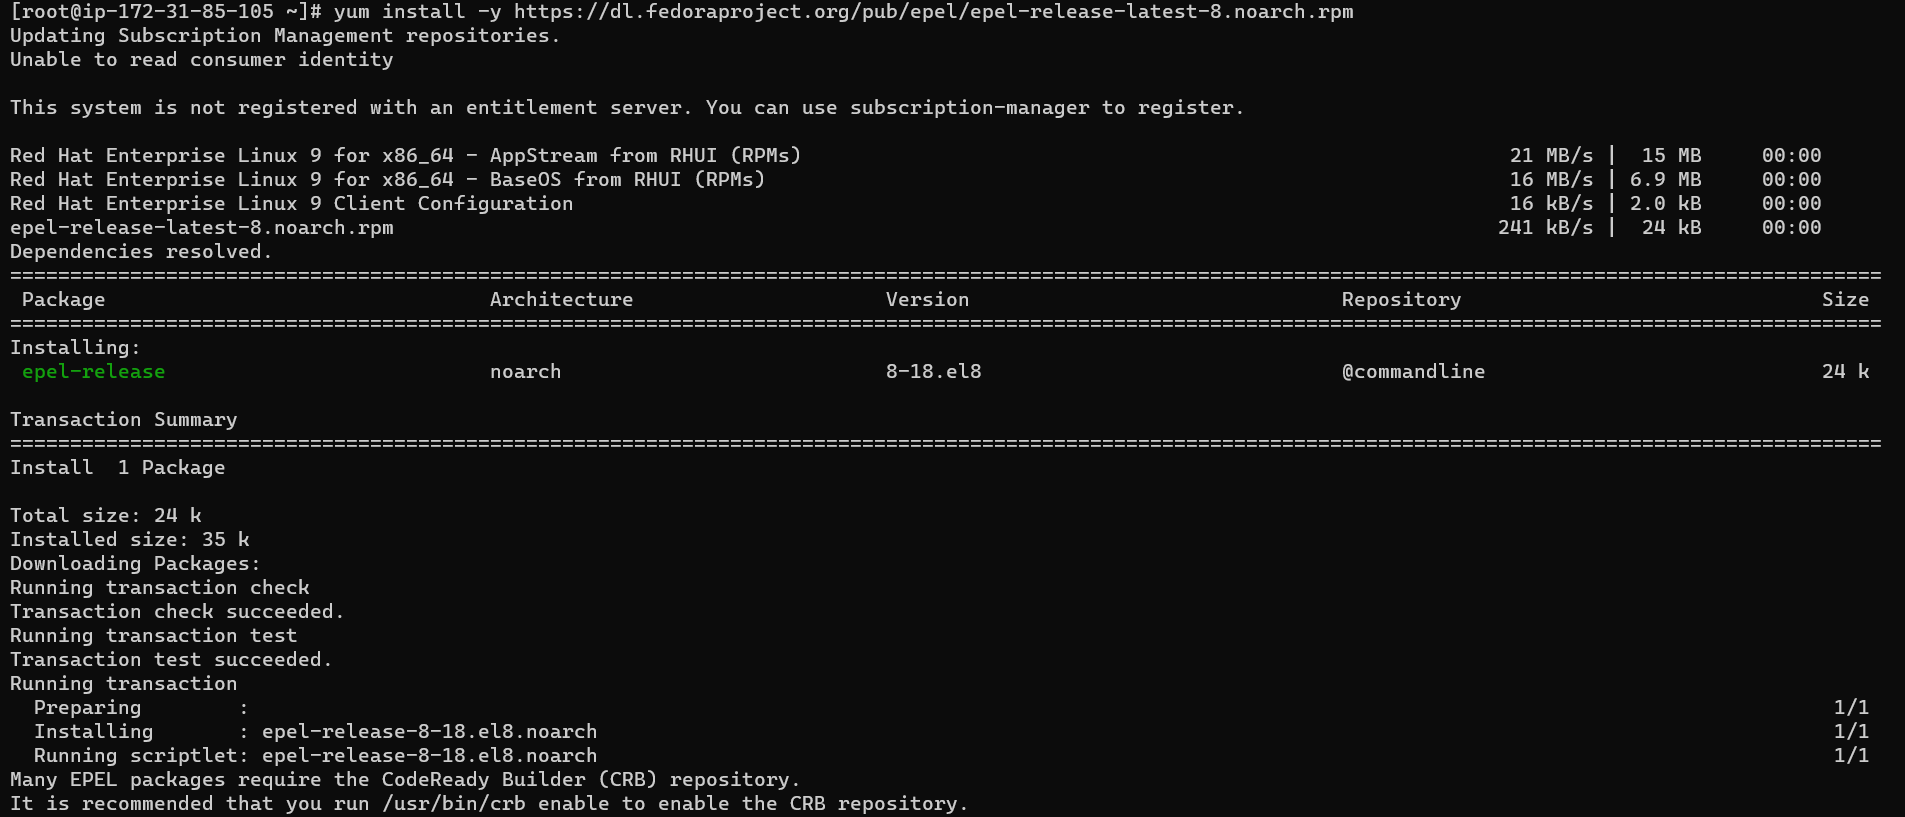 [root@ip-172-31-85-105 ~]# yum install -y https://dl.fedoraproject.org/pub/epel/epel-release-latest-8.noarch.rpm
Updating Subscription Management repositories.
Unable to read consumer identity
This system is not registered with an entitlement server. You can use subscription-manager to register.
Red Hat Enterprise Linux 9 for x86_64 - AppStream from RHUI (RPMs) 21 MB/s | 15 MB 00:00
Red Hat Enterprise Linux 9 for x86_64 - BaseOS from RHUI (RPMs) 16 MB/s | 6.9 MB 00:00
Red Hat Enterprise Linux 9 Client Configuration 16 kB/s | 2.0 kB 00:00
epel-release-latest-8.noarch.rpm 241 kB/s | 24 kB 00:00
Dependencies resolved.
============================================================================================================================================================
Package Architecture Version Repository Size
============================================================================================================================================================
Installing:
epel-release noarch 8-18.el8 @commandline 24 k
Transaction Summary
============================================================================================================================================================
Install 1 Package
Total size: 24 k
Installed size: 35 k
Downloading Packages:
Running transaction check
Transaction check succeeded.
Running transaction test
Transaction test succeeded.
Running transaction
Preparing : 1/1
Installing : epel-release-8-18.el8.noarch 1/1
Running scriptlet: epel-release-8-18.el8.noarch 1/1
Many EPEL packages require the CodeReady Builder (CRB) repository.
It is recommended that you run /usr/bin/crb enable to enable the CRB repository.